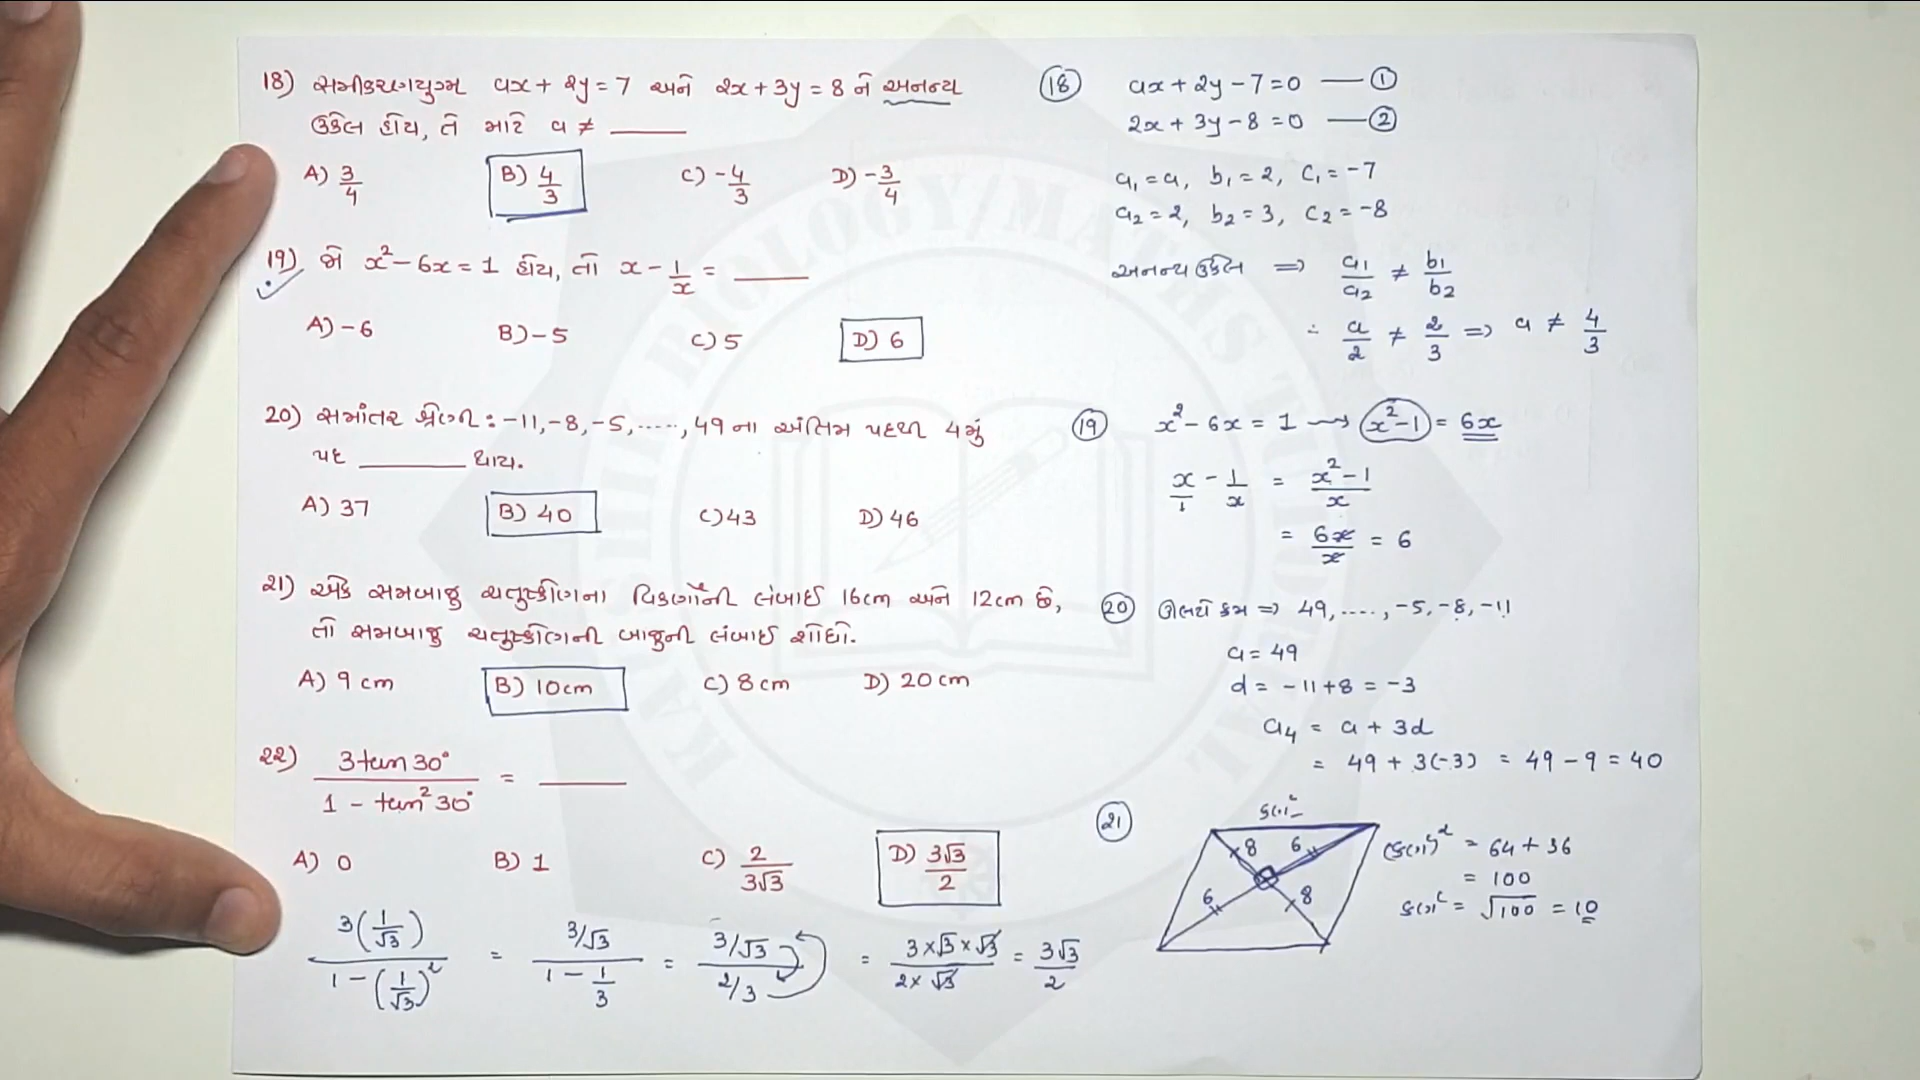 18) સમીકરણયુગ્મ ax + 2y = 7 અને 2x + 3y = 8 ને અનન્ય
ઉકેલ હોય, તે માટે a ≠ ____
A) 3/4 B) 4/3 C) -4/3 D) -3/4
19) જો x² - 6x = 1 હોય, તો x - 1/x = ____
A) -6 B) -5 C) 5 D) 6
20) સમાંતર શ્રેણી : -11, -8, -5, ....., 49 ના અંતિમ પદથી 4મું
પદ ____ થાય.
A) 37 B) 40 C) 43 D) 46
21) એક સમબાજુ ચતુષ્કોણના વિકર્ણોની લંબાઈ 16cm અને 12cm છે,
તો સમબાજુ ચતુષ્કોણની બાજુની લંબાઈ શોધો.
A) 9 cm B) 10cm C) 8 cm D) 20 cm
22) 3tan30° / 1 - tan²30° = ____
A) 0 B) 1 C) 2/3√3 D) 3√3/2
3(1/√3) / 1 - (1/√3)² = 3/√3 / 1 - 1/3 = 3/√3 / 2/3 = 3×√3×√3 / 2×√3 = 3√3/2
18 ax + 2y - 7 = 0 — 1
2x + 3y - 8 = 0 — 2
a₁ = a, b₁ = 2, c₁ = -7
a₂ = 2, b₂ = 3, c₂ = -8
અનન્ય ઉકેલ ⇒ a₁/a₂ ≠ b₁/b₂
∴ a/2 ≠ 2/3 ⇒ a ≠ 4/3
19 x² - 6x = 1 → x² - 1 = 6x
x/1 - 1/x = x² - 1 / x
= 6x/x = 6
20 ઊલટો ક્રમ ⇒ 49, ...., -5, -8, -11
a = 49
d = -11 + 8 = -3
a₄ = a + 3d
= 49 + 3(-3) = 49 - 9 = 40
21
કર્ણ
8 6
6 8
(કર્ણ)² = 64 + 36
= 100
કર્ણ = √100 = 10
KAUSHIK BIOLOGY/MATHS TUTORIAL